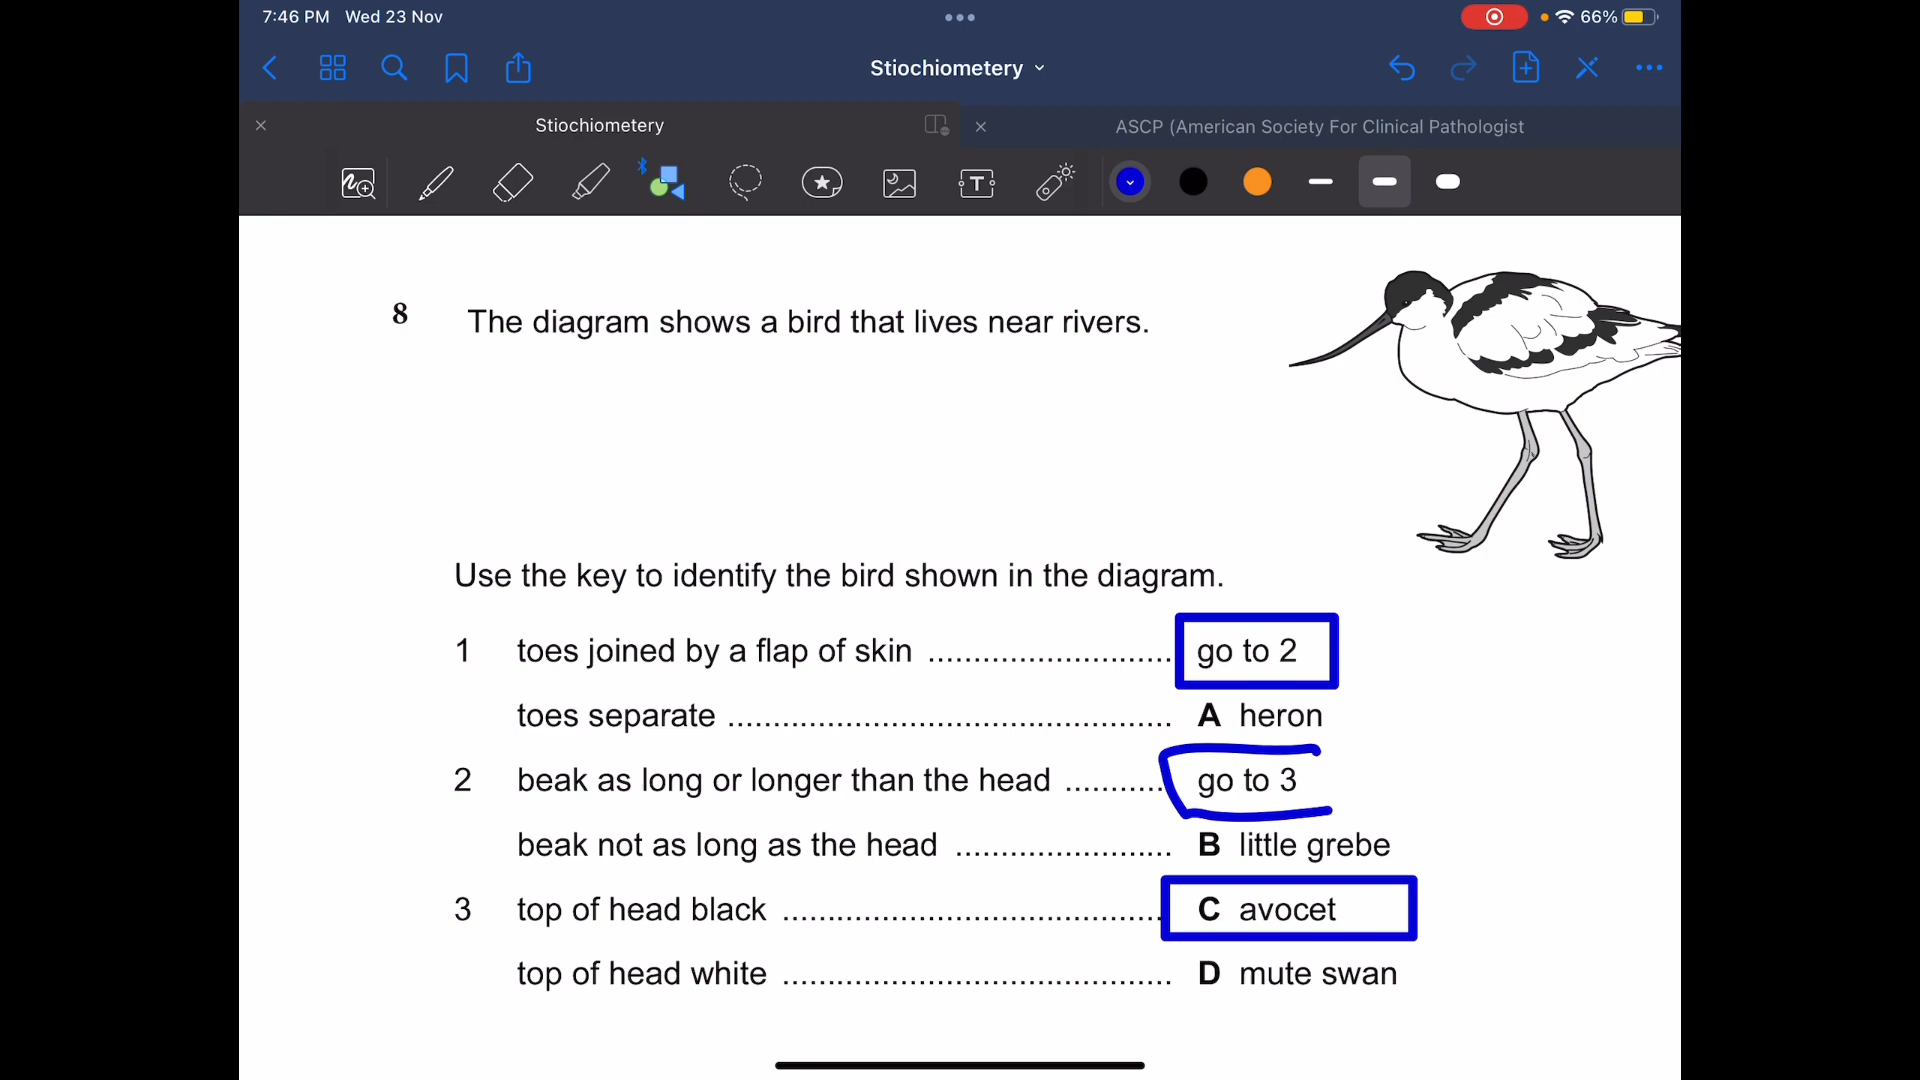 7:46 PM Wed 23 Nov
66%
Stiochiometery
Stiochiometery
ASCP (American Society For Clinical Pathologist
T
8 The diagram shows a bird that lives near rivers.
Use the key to identify the bird shown in the diagram.
1 toes joined by a flap of skin ........................... go to 2
toes separate ................................................ A heron
2 beak as long or longer than the head ........... go to 3
beak not as long as the head ........................ B little grebe
3 top of head black ......................................... C avocet
top of head white .......................................... D mute swan